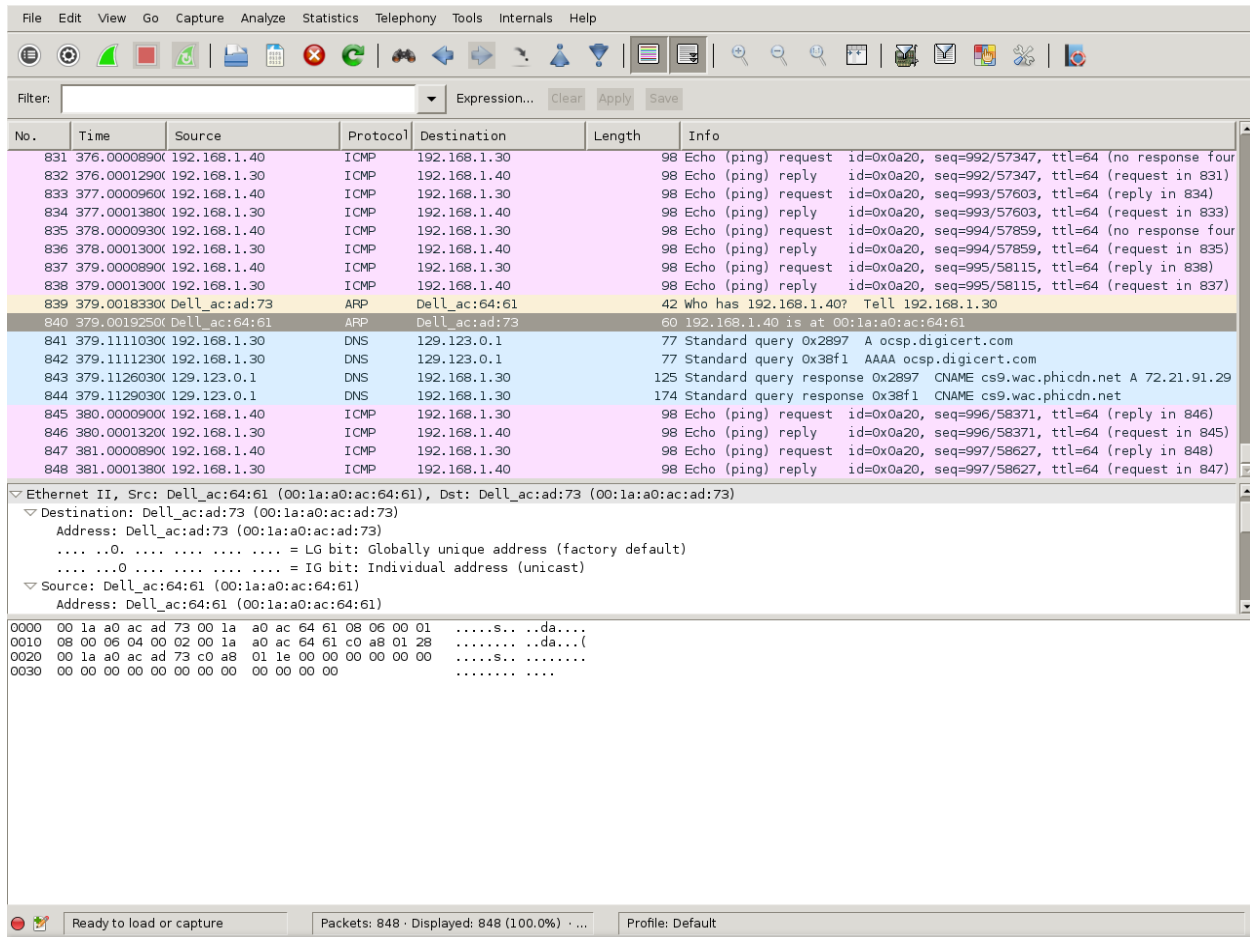 File Edit View Go Capture Analyze Statistics Telephony Tools Internals Help
Filter: Expression... Clear Apply Save
No. Time Source Protocol Destination Length Info
831 376.00008900 192.168.1.40 ICMP 192.168.1.30 98 Echo (ping) request id=0x0a20, seq=992/57347, ttl=64 (no response four
832 376.00012900 192.168.1.30 ICMP 192.168.1.40 98 Echo (ping) reply id=0x0a20, seq=992/57347, ttl=64 (request in 831)
833 377.00009600 192.168.1.40 ICMP 192.168.1.30 98 Echo (ping) request id=0x0a20, seq=993/57603, ttl=64 (reply in 834)
834 377.00013800 192.168.1.30 ICMP 192.168.1.40 98 Echo (ping) reply id=0x0a20, seq=993/57603, ttl=64 (request in 833)
835 378.00009300 192.168.1.40 ICMP 192.168.1.30 98 Echo (ping) request id=0x0a20, seq=994/57859, ttl=64 (no response four
836 378.00013000 192.168.1.30 ICMP 192.168.1.40 98 Echo (ping) reply id=0x0a20, seq=994/57859, ttl=64 (request in 835)
837 379.00008900 192.168.1.40 ICMP 192.168.1.30 98 Echo (ping) request id=0x0a20, seq=995/58115, ttl=64 (reply in 838)
838 379.00013000 192.168.1.30 ICMP 192.168.1.40 98 Echo (ping) reply id=0x0a20, seq=995/58115, ttl=64 (request in 837)
839 379.00183300 Dell_ac:ad:73 ARP Dell_ac:64:61 42 Who has 192.168.1.40? Tell 192.168.1.30
840 379.00192500 Dell_ac:64:61 ARP Dell_ac:ad:73 60 192.168.1.40 is at 00:1a:a0:ac:64:61
841 379.11110300 192.168.1.30 DNS 129.123.0.1 77 Standard query 0x2897 A ocsp.digicert.com
842 379.11112300 192.168.1.30 DNS 129.123.0.1 77 Standard query 0x38f1 AAAA ocsp.digicert.com
843 379.11260300 129.123.0.1 DNS 192.168.1.30 125 Standard query response 0x2897 CNAME cs9.wac.phicdn.net A 72.21.91.29
844 379.11290300 129.123.0.1 DNS 192.168.1.30 174 Standard query response 0x38f1 CNAME cs9.wac.phicdn.net
845 380.00009000 192.168.1.40 ICMP 192.168.1.30 98 Echo (ping) request id=0x0a20, seq=996/58371, ttl=64 (reply in 846)
846 380.00013200 192.168.1.30 ICMP 192.168.1.40 98 Echo (ping) reply id=0x0a20, seq=996/58371, ttl=64 (request in 845)
847 381.00008900 192.168.1.40 ICMP 192.168.1.30 98 Echo (ping) request id=0x0a20, seq=997/58627, ttl=64 (reply in 848)
848 381.00013800 192.168.1.30 ICMP 192.168.1.40 98 Echo (ping) reply id=0x0a20, seq=997/58627, ttl=64 (request in 847)
Ethernet II, Src: Dell_ac:64:61 (00:1a:a0:ac:64:61), Dst: Dell_ac:ad:73 (00:1a:a0:ac:ad:73)
Destination: Dell_ac:ad:73 (00:1a:a0:ac:ad:73)
Address: Dell_ac:ad:73 (00:1a:a0:ac:ad:73)
.... ..0. .... .... .... .... = LG bit: Globally unique address (factory default)
.... ...0 .... .... .... .... = IG bit: Individual address (unicast)
Source: Dell_ac:64:61 (00:1a:a0:ac:64:61)
Address: Dell_ac:64:61 (00:1a:a0:ac:64:61)
0000 00 1a a0 ac ad 73 00 1a a0 ac 64 61 08 06 00 01 .....s.. ..da....
0010 08 00 06 04 00 02 00 1a a0 ac 64 61 c0 a8 01 28 ........ ..da...(
0020 00 1a a0 ac ad 73 c0 a8 01 1e 00 00 00 00 00 00 .....s.. ........
0030 00 00 00 00 00 00 00 00 00 00 00 00 ........ ....
Ready to load or capture Packets: 848 · Displayed: 848 (100.0%) · ... Profile: Default